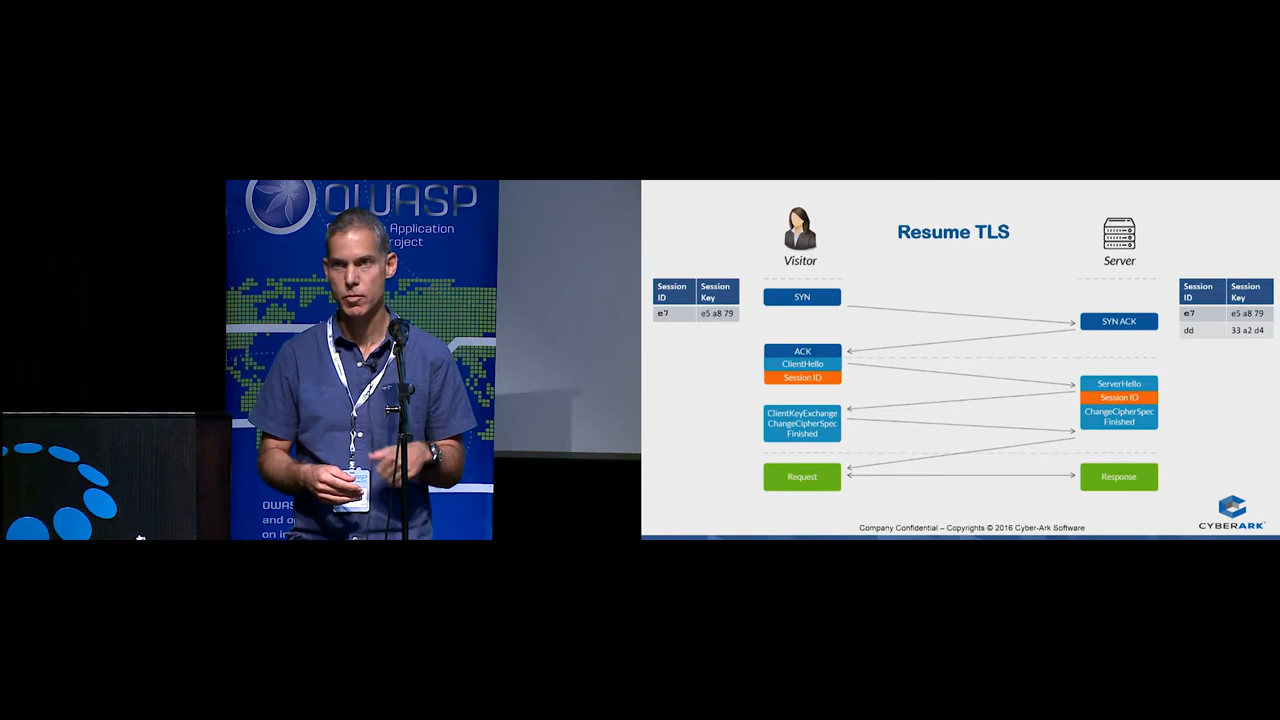 OWASP
Application
oject
OWAS
and o
on in
Resume TLS
Visitor
Server
Session ID
Session Key
e7
e5 a8 79
Session ID
Session Key
e7
e5 a8 79
dd
33 a2 d4
SYN
SYN ACK
ACK
ClientHello
Session ID
ServerHello
Session ID
ChangeCipherSpec
Finished
ClientKeyExchange
ChangeCipherSpec
Finished
Request
Response
CYBERARK
Company Confidential – Copyrights © 2016 Cyber-Ark Software